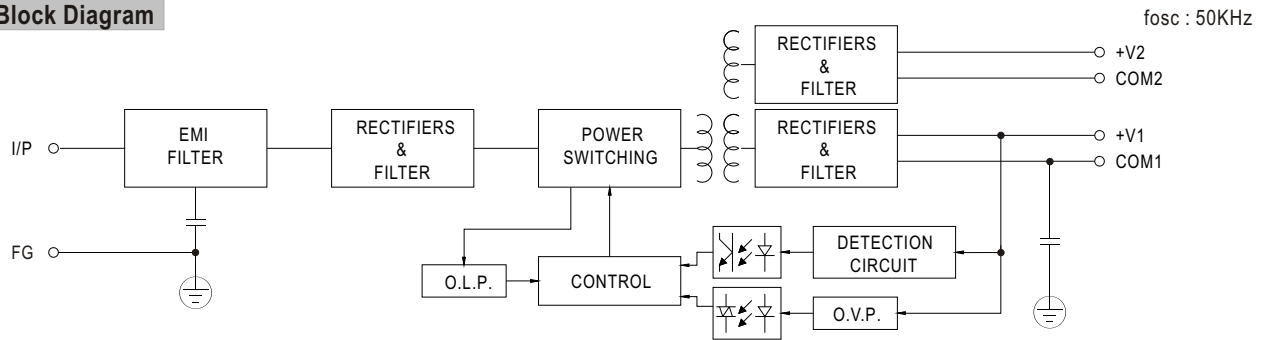 Block Diagram
fosc : 50KHz
RECTIFIERS
&
FILTER
+V2
COM2
I/P
EMI
FILTER
RECTIFIERS
&
FILTER
POWER
SWITCHING
RECTIFIERS
&
FILTER
+V1
COM1
FG
O.L.P.
CONTROL
DETECTION
CIRCUIT
O.V.P.